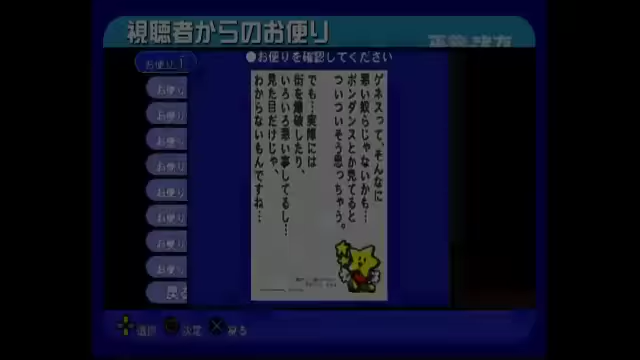 視聴者からのお便り
お便り 1
●お便りを確認してください
お便り
お便り
お便り
お便り
お便り
お便り
お便り
お便り
戻る
ゲネスって、そんなに
悪い奴らじゃないかも…
ボンダンスとか見てると
ついついそう思っちゃう。
でも…実際には
街を爆破したり、
いろいろ悪い事してるし…
見た目だけじゃ、
わからないもんですね…
選択 決定 戻る